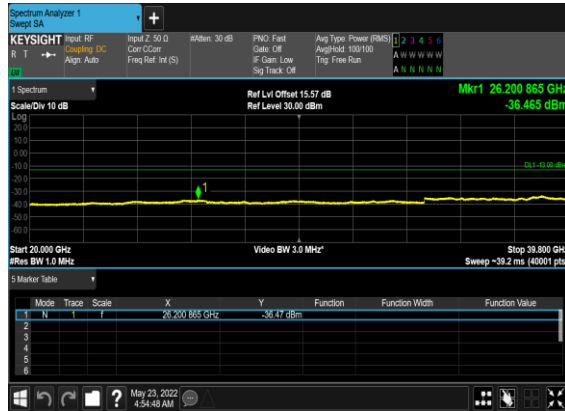 Spectrum Analyzer 1
Swept SA
+
KEYSIGHT Input: RF Input Z: 50 Ω #Atten: 30 dB PNO: Fast Avg Type: Power (RMS) 1 2 3 4 5 6
R T Coupling: DC Corr CCorr Gate: Off Avg|Hold: 100/100 A W W W W W
Align: Auto Freq Ref: Int (S) IF Gain: Low Trig: Free Run A N N N N N
Sig Track: Off
1 Spectrum Ref Lvl Offset 15.57 dB Mkr1 26.200 865 GHz
Scale/Div 10 dB Ref Level 30.00 dBm -36.465 dBm
Log
20.0
10.0
0.00
-10.0 DL1 -13.00 dBm
-20.0
-30.0 1
-40.0
-50.0
-60.0
Start 20.000 GHz Video BW 3.0 MHz* Stop 39.800 GHz
#Res BW 1.0 MHz Sweep ~39.2 ms (40001 pts)
5 Marker Table
Mode Trace Scale X Y Function Function Width Function Value
1 N 1 f 26.200 865 GHz -36.47 dBm
2
3
4
5
6
? May 23, 2022
4:54:48 AM